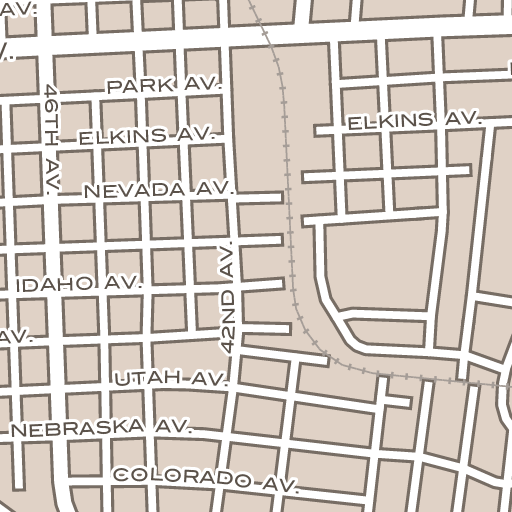 AV.
V.
PARK AV.
46TH AV.
ELKINS AV.
ELKINS AV.
NEVADA AV.
42ND AV.
IDAHO AV.
AV.
UTAH AV.
NEBRASKA AV.
COLORADO AV.